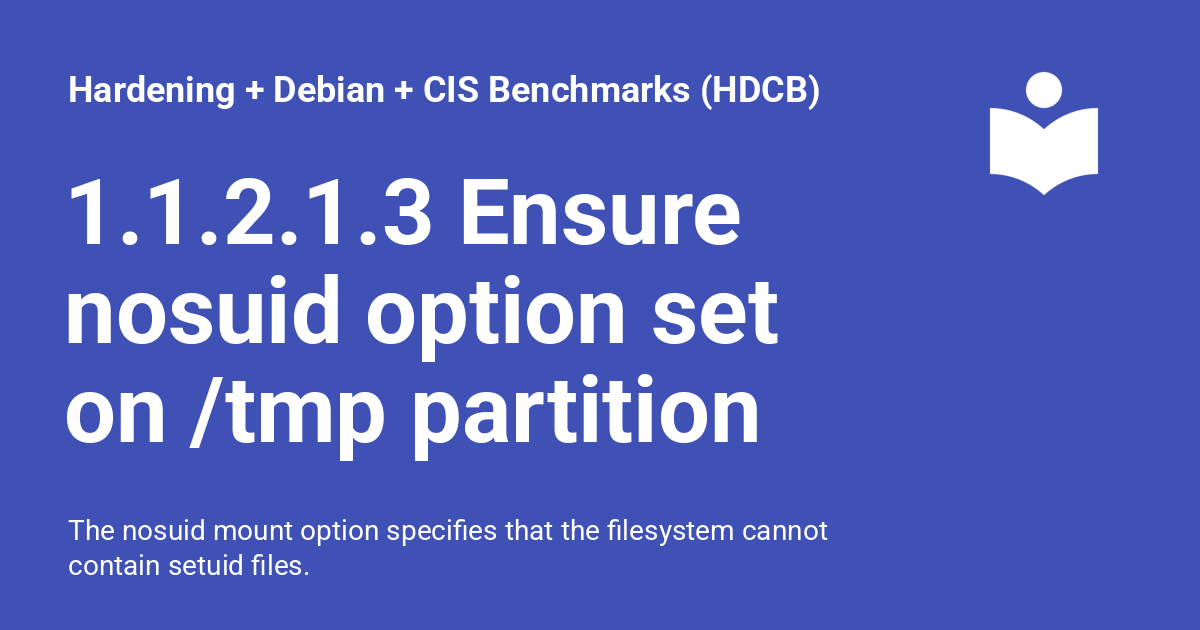 Hardening + Debian + CIS Benchmarks (HDCB)
1.1.2.1.3 Ensure
nosuid option set
on /tmp partition
The nosuid mount option specifies that the filesystem cannot
contain setuid files.